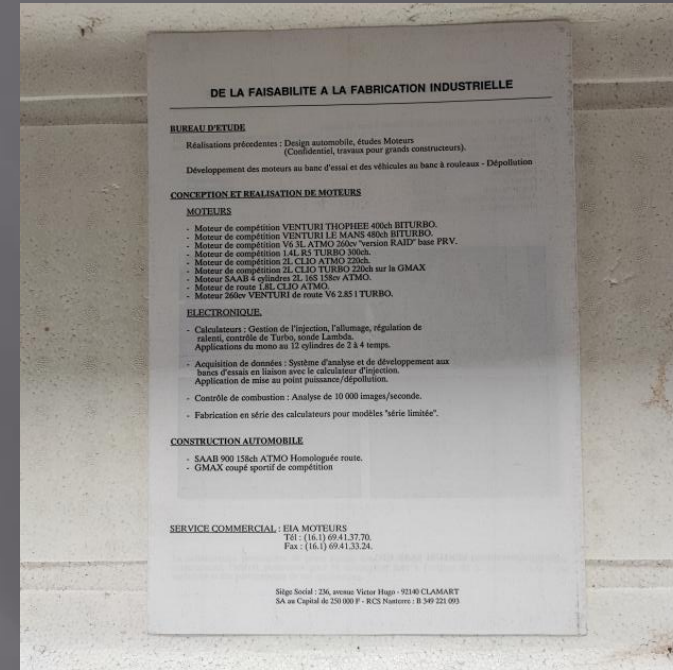 DE LA FAISABILITE A LA FABRICATION INDUSTRIELLE
BUREAU D'ETUDE
Réalisations précedentes : Design automobile, études Moteurs
(Confidentiel, travaux pour grands constructeurs).
Développement des moteurs au banc d'essai et des véhicules au banc à rouleaux - Dépollution
CONCEPTION ET REALISATION DE MOTEURS
MOTEURS
- Moteur de compétition VENTURI THOPHEE 400ch BITURBO.
- Moteur de compétition VENTURI LE MANS 480ch BITURBO.
- Moteur de compétition V6 3L ATMO 260cv "version RAID" base PRV.
- Moteur de compétition 1.4L R5 TURBO 300ch.
- Moteur de compétition 2L CLIO ATMO 220ch.
- Moteur de compétition 2L CLIO TURBO 220ch sur la GMAX
- Moteur SAAB 4 cylindres 2L 16S 158cv ATMO.
- Moteur de route 1.8L CLIO ATMO.
- Moteur 260cv VENTURI de route V6 2.85 l TURBO.
ELECTRONIQUE.
- Calculateurs : Gestion de l'injection, l'allumage, régulation de
ralenti, contrôle de Turbo, sonde Lambda.
Applications du mono au 12 cylindres de 2 à 4 temps.
- Acquisition de données : Système d'analyse et de développement aux
bancs d'essais en liaison avec le calculateur d'injection.
Application de mise au point puissance/dépollution.
- Contrôle de combustion : Analyse de 10 000 images/seconde.
- Fabrication en série des calculateurs pour modèles "série limitée".
CONSTRUCTION AUTOMOBILE
- SAAB 900 158ch ATMO Homologuée route.
- GMAX coupé sportif de compétition
SERVICE COMMERCIAL : EIA MOTEURS
Tél : (16.1) 69.41.37.70.
Fax : (16.1) 69.41.33.24.
Siège Social : 236, avenue Victor Hugo - 92140 CLAMART
SA au Capital de 250 000 F - RCS Nanterre : B 349 221 093